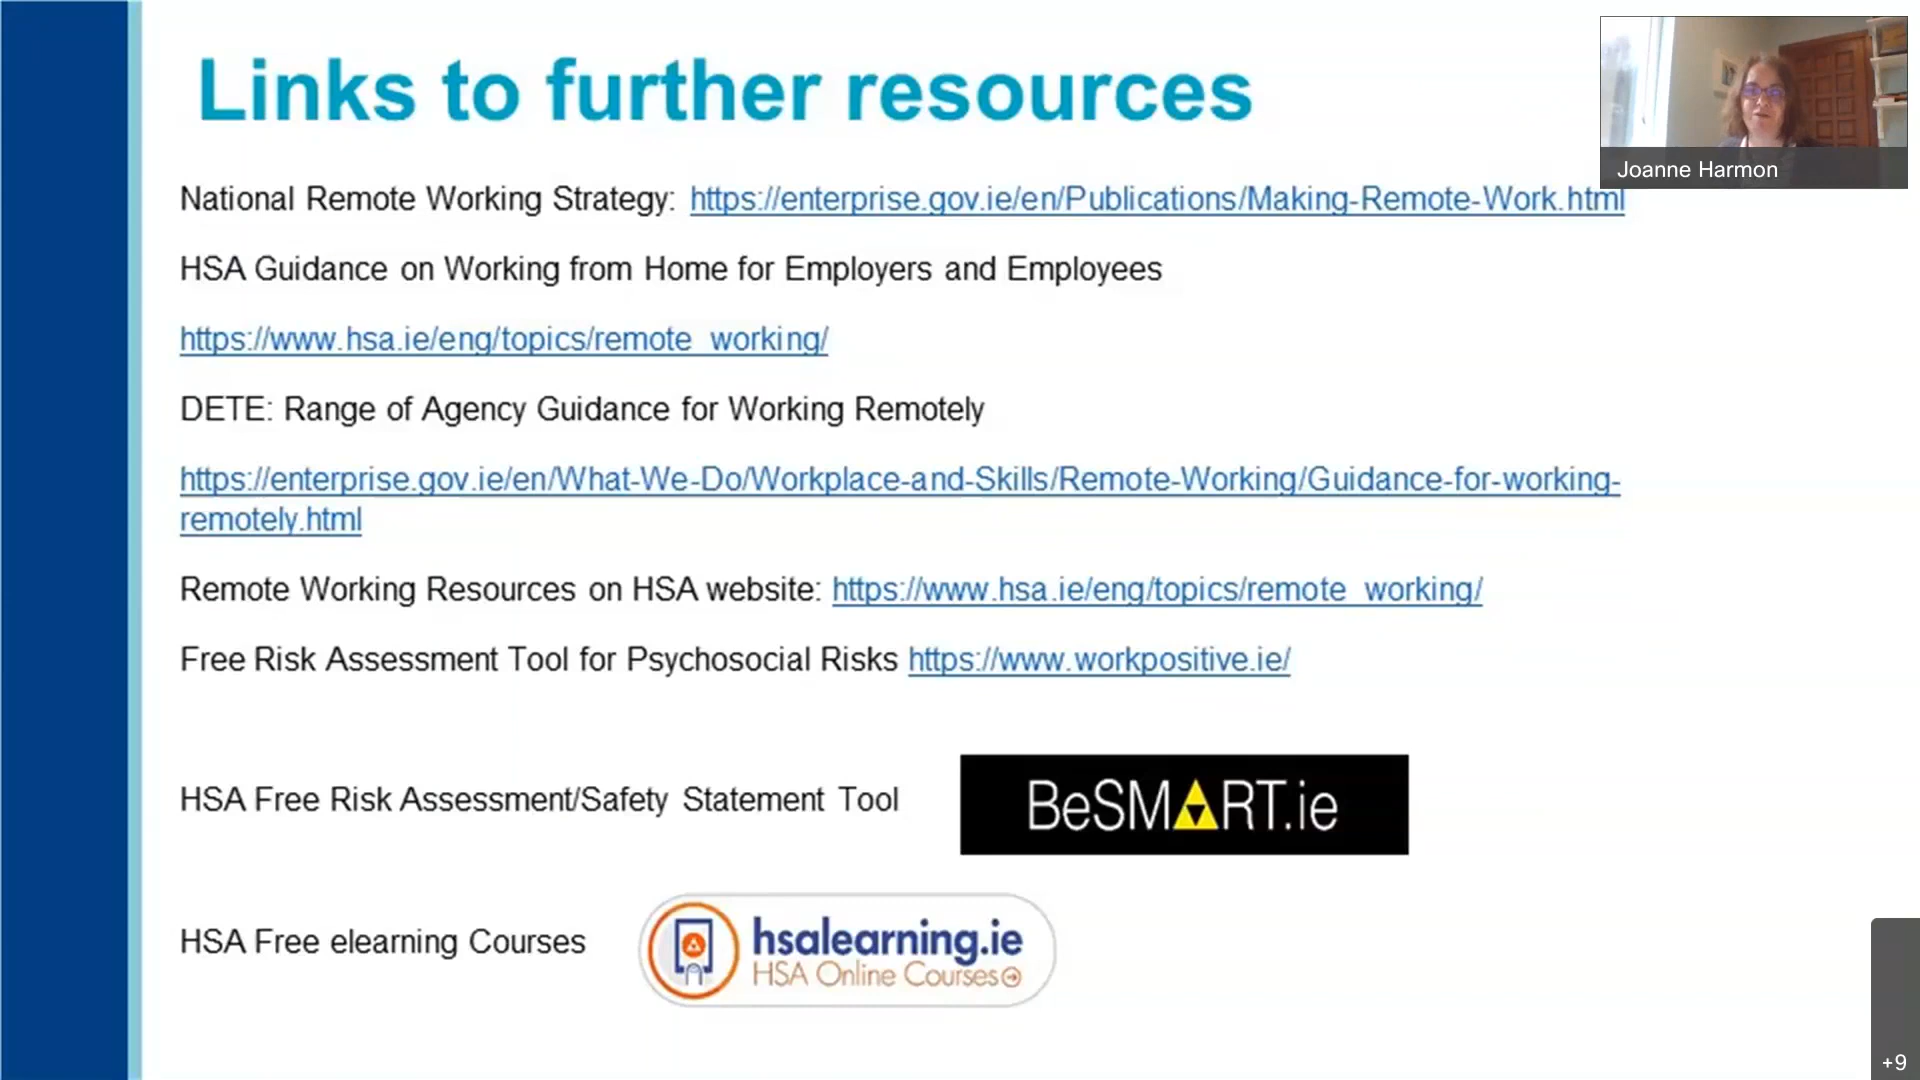 Links to further resources
Joanne Harmon
National Remote Working Strategy: https://enterprise.gov.ie/en/Publications/Making-Remote-Work.html
HSA Guidance on Working from Home for Employers and Employees
https://www.hsa.ie/eng/topics/remote_working/
DETE: Range of Agency Guidance for Working Remotely
https://enterprise.gov.ie/en/What-We-Do/Workplace-and-Skills/Remote-Working/Guidance-for-working-
remotely.html
Remote Working Resources on HSA website: https://www.hsa.ie/eng/topics/remote_working/
Free Risk Assessment Tool for Psychosocial Risks https://www.workpositive.ie/
HSA Free Risk Assessment/Safety Statement Tool
BeSMART.ie
HSA Free elearning Courses
hsalearning.ie
HSA Online Courses
+9